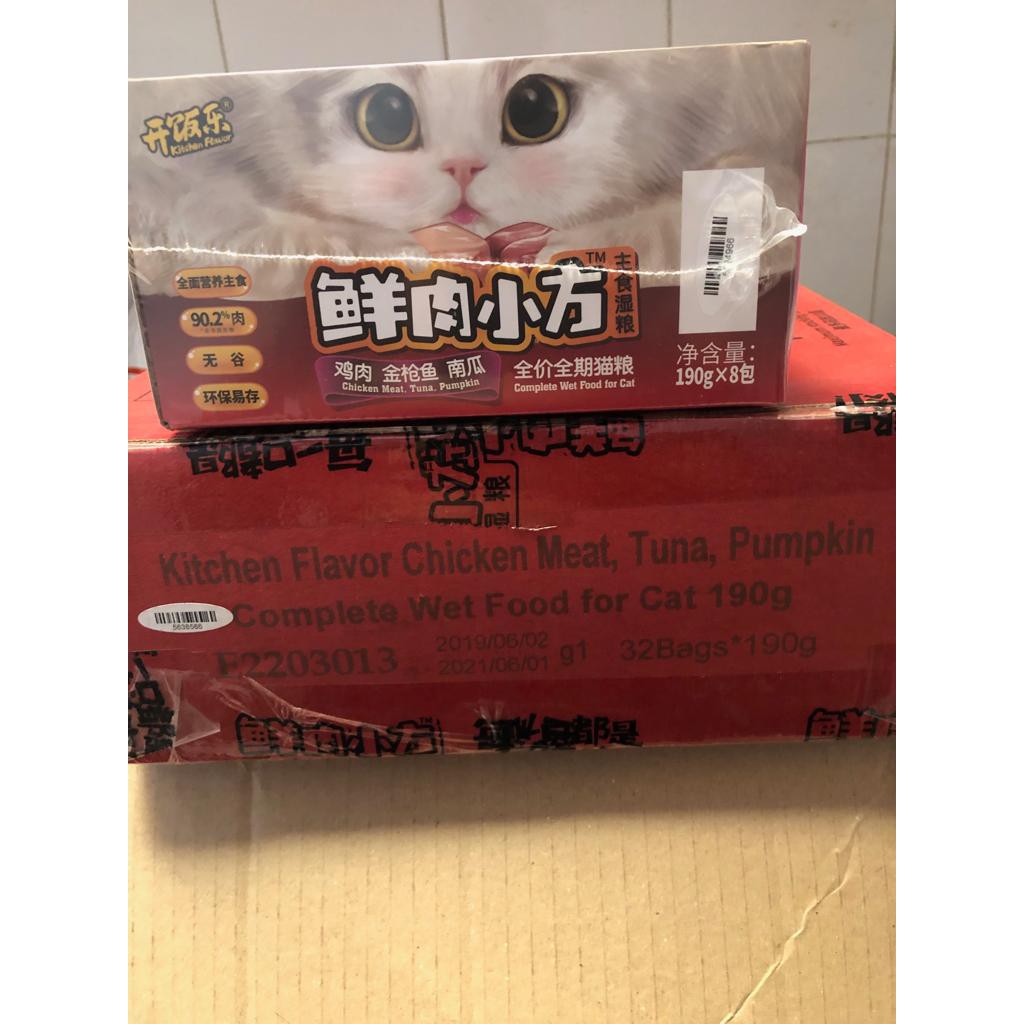 开饭乐®
Kitchen Flavor
全面营养主食
90.2%肉
无谷
环保易存
鲜肉小方™
主食湿粮
鸡肉 金枪鱼 南瓜
Chicken Meat, Tuna, Pumpkin
全价全期猫粮
Complete Wet Food for Cat
净含量：
190g×8包
Kitchen Flavor Chicken Meat, Tuna, Pumpkin
Complete Wet Food for Cat 190g
5636566
E2203013
2019/06/02
2021/06/01
g1 32Bags*190g